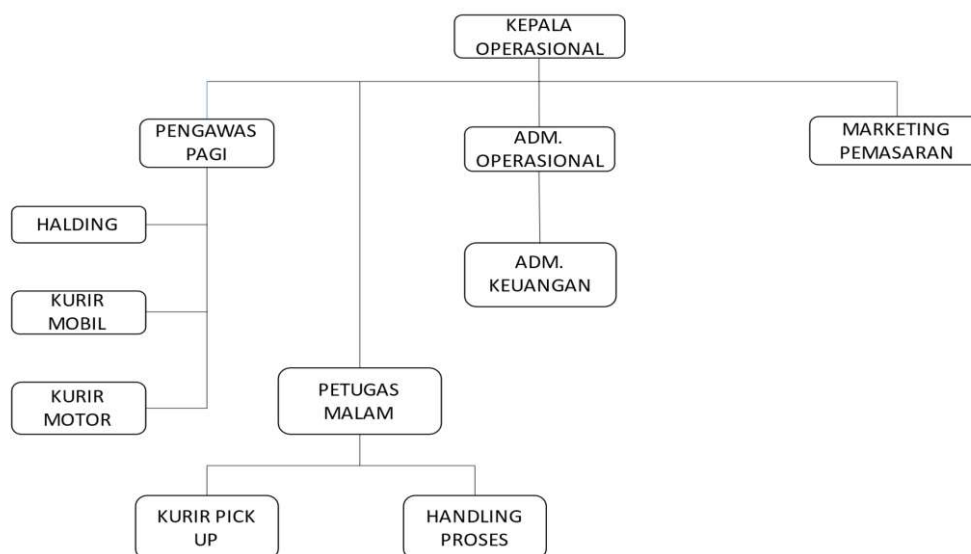 KEPALA
OPERASIONAL
PENGAWAS
PAGI
ADM.
OPERASIONAL
MARKETING
PEMASARAN
HALDING
ADM.
KEUANGAN
KURIR
MOBIL
KURIR
MOTOR
PETUGAS
MALAM
KURIR PICK
UP
HANDLING
PROSES